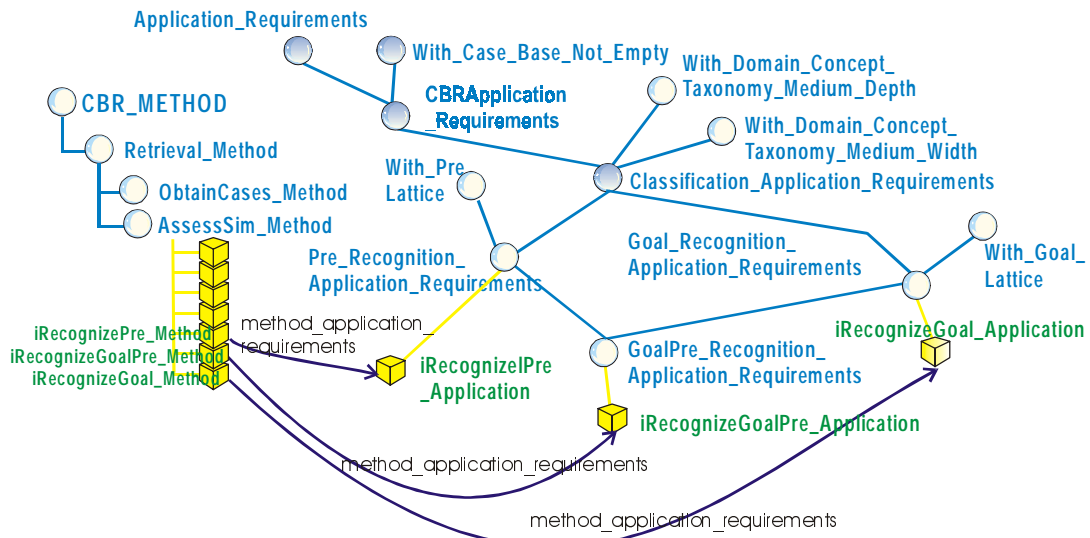 Application_Requirements
With_Case_Base_Not_Empty
With_Domain_Concept_
Taxonomy_Medium_Depth
CBR_METHOD
CBRApplication
_Requirements
With_Domain_Concept_
Taxonomy_Medium_Width
Retrieval_Method
With_Pre
Lattice
Classification_Application_Requirements
ObtainCases_Method
AssessSim_Method
Pre_Recognition_
Application_Requirements
Goal_Recognition_
Application_Requirements
With_Goal_
Lattice
iRecognizePre_Method
iRecognizeGoalPre_Method
iRecognizeGoal_Method
method_application_
requirements
iRecognizelPre
_Application
GoalPre_Recognition_
Application_Requirements
iRecognizeGoal_Application
iRecognizeGoalPre_Application
method_application_requirements
method_application_requirements